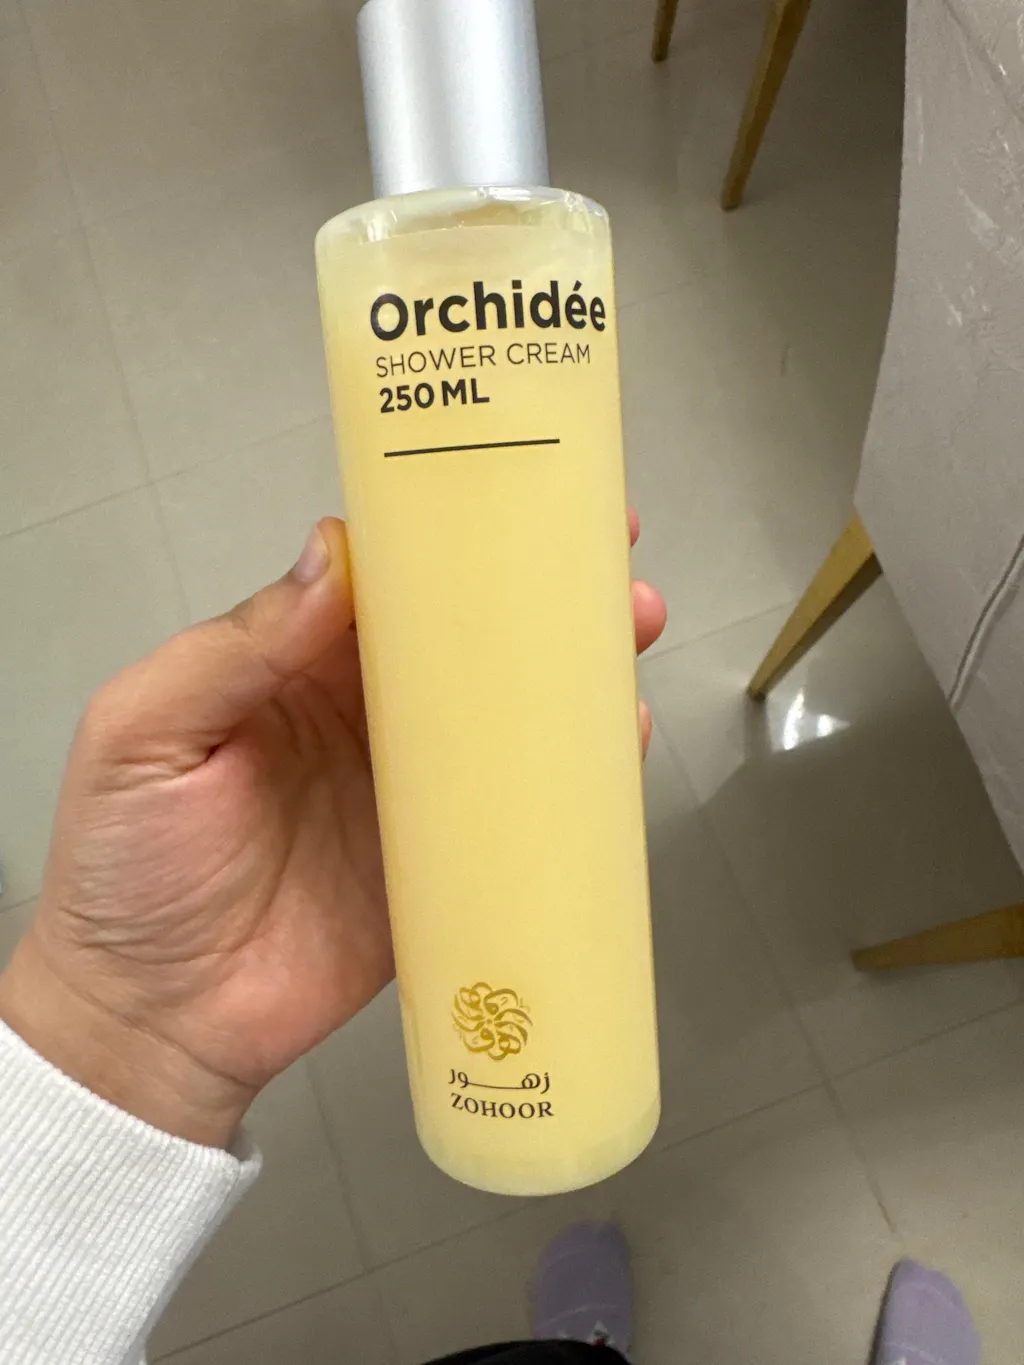 Orchidée
SHOWER CREAM
250 ML
زهور
ZOHOOR